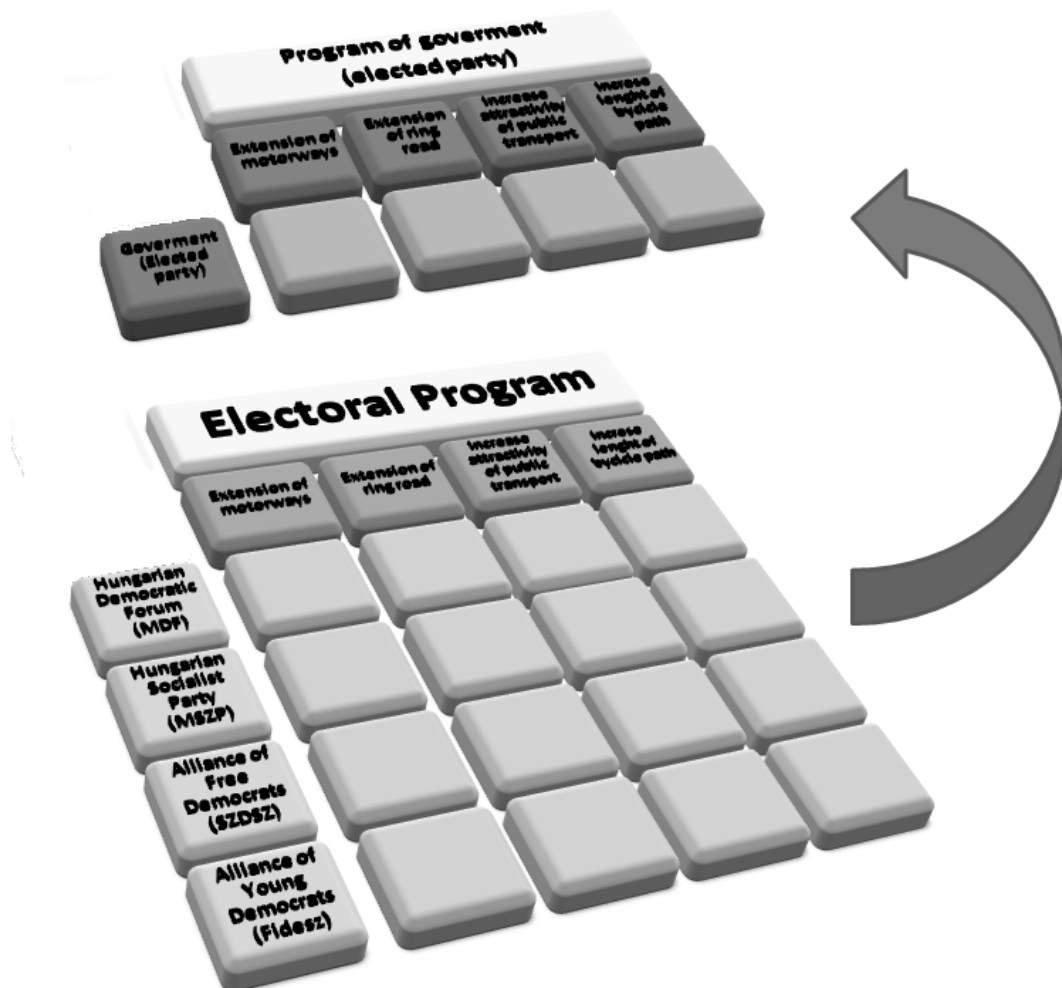 Program of goverment
(elected party)
Extension of
motorways
Extension
of ring
road
Increase
attractivity
of public
transport
Increse
lenght of
bycicle
path
Goverment
(Elected
party)
Electoral Program
Extension of
motorways
Extension of
ring road
Increase
attractivity
of public
transport
Increse
lenght of
bycicle path
Hungarian
Democratic
Forum
(MDF)
Hungarian
Socialist
Party
(MSZP)
Alliance of
Free
Democrats
(SZDSZ)
Alliance of
Young
Democrats
(Fidesz)